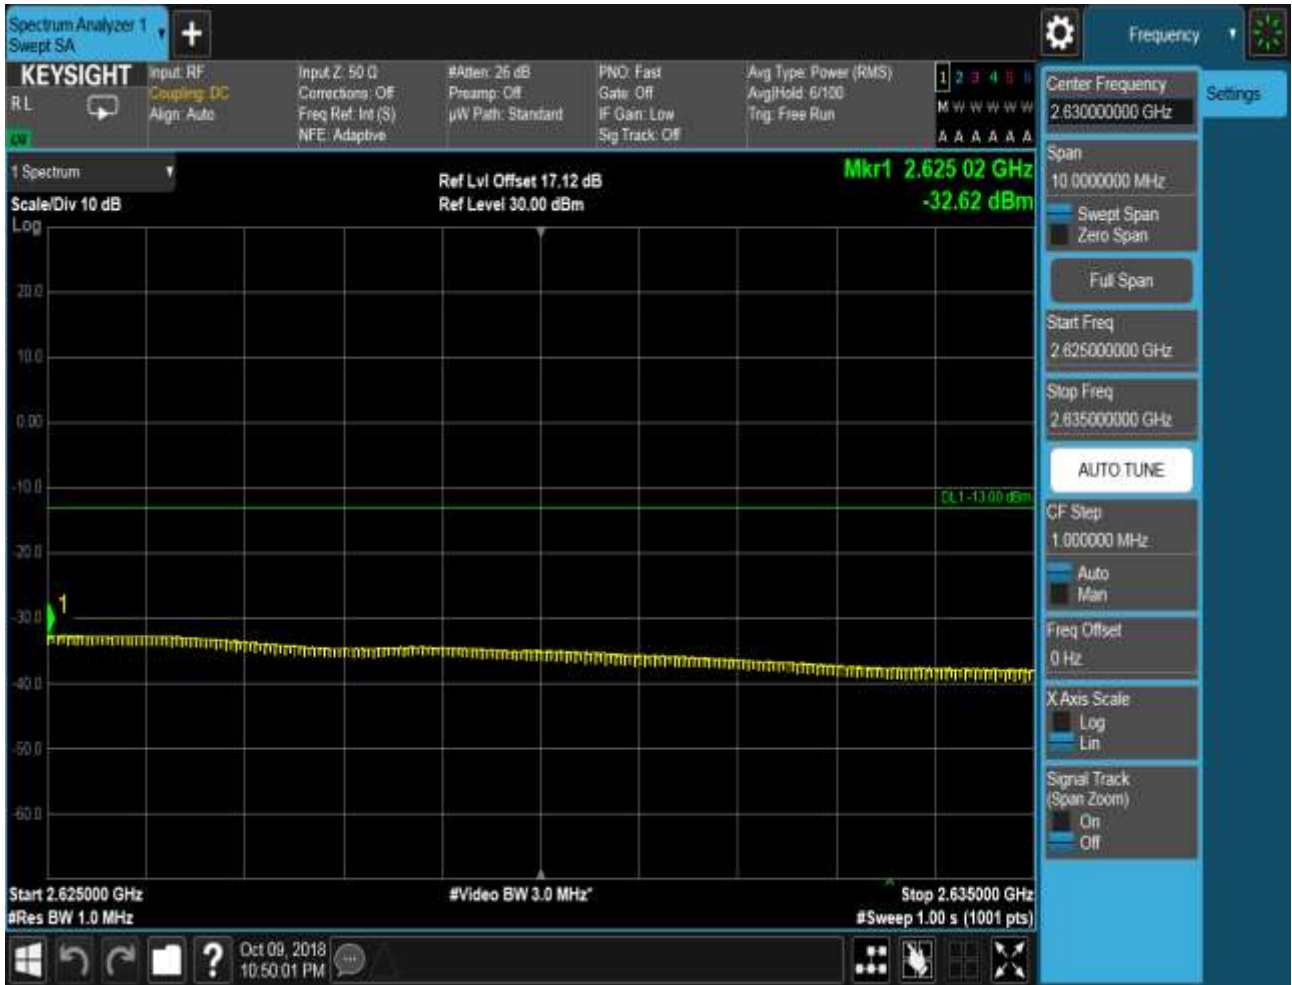 Spectrum Analyzer 1
Swept SA
+
Frequency
KEYSIGHT
RL
Input: RF
Coupling: DC
Align: Auto
Input Z: 50 Ω
Corrections: Off
Freq Ref: Int (S)
NFE: Adaptive
#Atten: 26 dB
Preamp: Off
µW Path: Standard
PNO: Fast
Gate: Off
IF Gain: Low
Sig Track: Off
Avg Type: Power (RMS)
Avg|Hold: 6/100
Trig: Free Run
1 2 3 4 5 6
M W W W W W
A A A A A A
1 Spectrum
Scale/Div 10 dB
Log
Ref Lvl Offset 17.12 dB
Ref Level 30.00 dBm
Mkr1 2.625 02 GHz
-32.62 dBm
20.0
10.0
0.00
-10.0
-20.0
-30.0
-40.0
-50.0
-60.0
DL1 -13.00 dBm
1
Start 2.625000 GHz
#Res BW 1.0 MHz
#Video BW 3.0 MHz*
Stop 2.635000 GHz
#Sweep 1.00 s (1001 pts)
Center Frequency
2.630000000 GHz
Settings
Span
10.0000000 MHz
Swept Span
Zero Span
Full Span
Start Freq
2.625000000 GHz
Stop Freq
2.635000000 GHz
AUTO TUNE
CF Step
1.000000 MHz
Auto
Man
Freq Offset
0 Hz
X Axis Scale
Log
Lin
Signal Track
(Span Zoom)
On
Off
?
Oct 09, 2018
10:50:01 PM